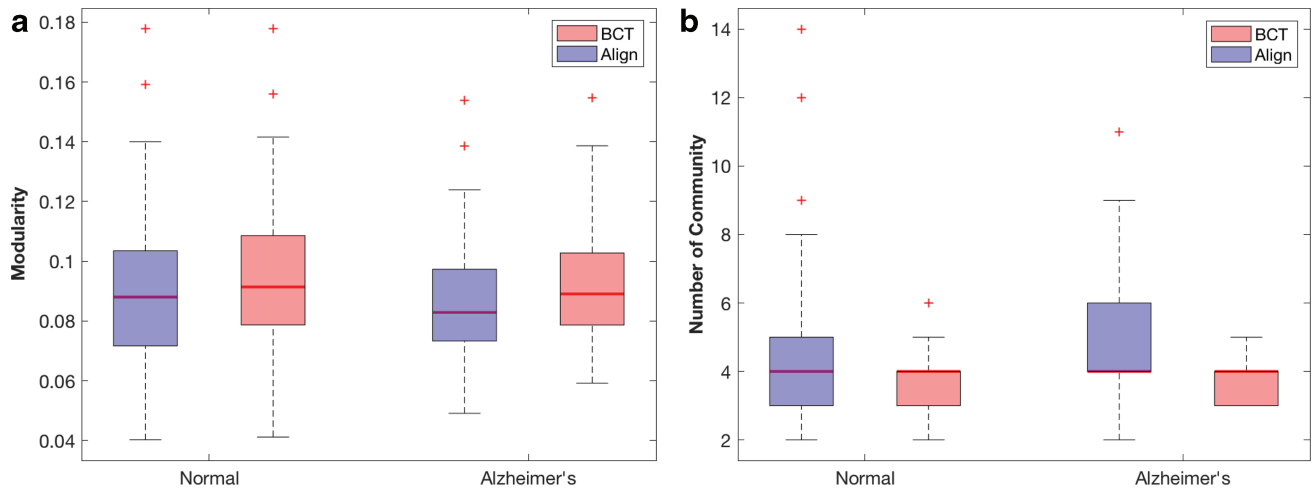 a
0.18
0.16
0.14
0.12
0.1
0.08
0.06
0.04
Modularity
BCT
Align
Normal
Alzheimer's
b
14
12
10
8
6
4
2
Number of Community
BCT
Align
Normal
Alzheimer's